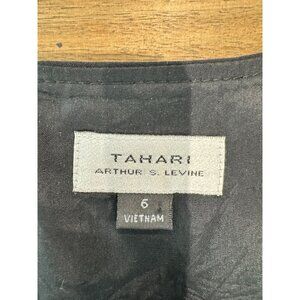 TAHARI
ARTHUR S. LEVINE
6
VIETNAM